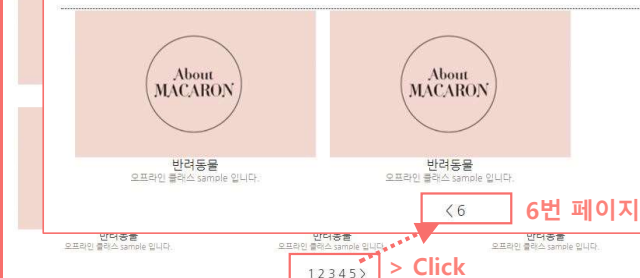 About
MACARON
About
MACARON
반려동물
오프라인 클래스 sample 입니다.
반려동물
오프라인 클래스 sample 입니다.
< 6
6번 페이지
반려동물
오프라인 클래스 sample 입니다.
반려동물
오프라인 클래스 sample 입니다.
반려동물
오프라인 클래스 sample 입니다.
1 2 3 4 5 >
> Click